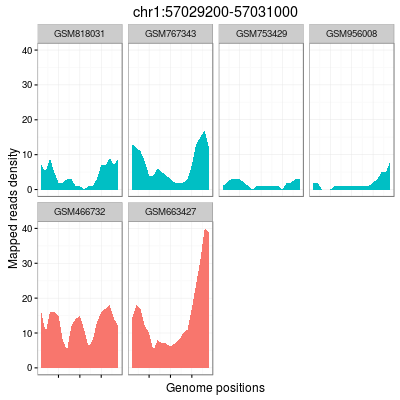 chr1:57029200-57031000
GSM818031 GSM767343 GSM753429 GSM956008
40
30
20
10
0
Mapped reads density
GSM466732 GSM663427
40
30
20
10
0
Genome positions